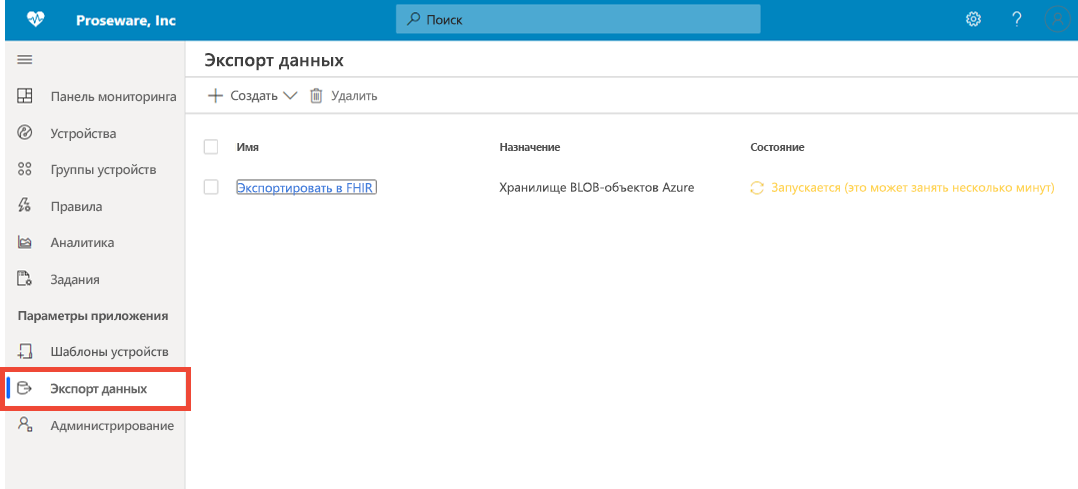 Proseware, Inc
Поиск
?
Экспорт данных
Создать
Удалить
Панель мониторинга
Устройства
Группы устройств
Правила
Аналитика
Задания
Параметры приложения
Шаблоны устройств
Экспорт данных
Администрирование
Имя Назначение Состояние
Экспортировать в FHIR Хранилище BLOB-объектов Azure Запускается (это может занять несколько минут)